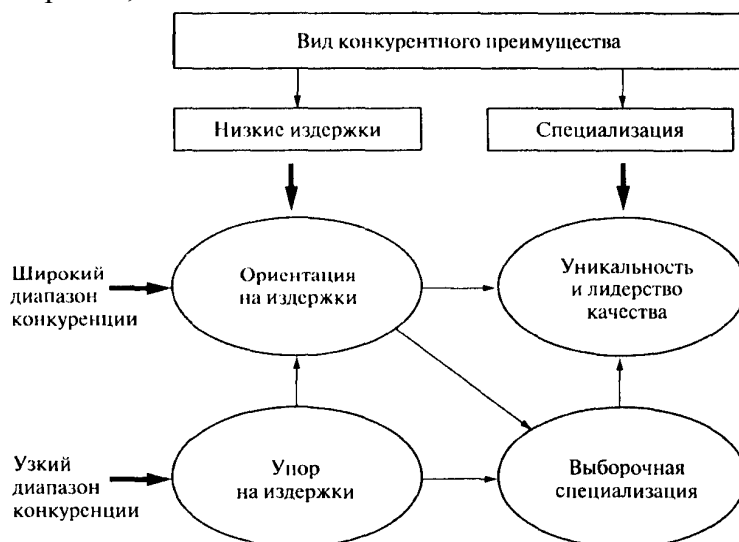 Вид конкурентного преимущества
Низкие издержки
Специализация
Широкий
диапазон
конкуренции
Ориентация
на издержки
Уникальность
и лидерство
качества
Узкий
диапазон
конкуренции
Упор
на издержки
Выборочная
специализация